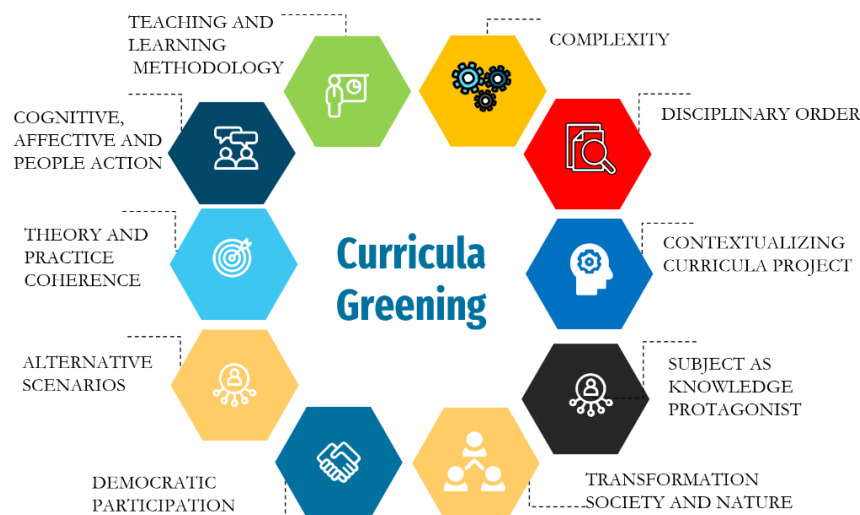 TEACHING AND
LEARNING
METHODOLOGY
COMPLEXITY
COGNITIVE,
AFFECTIVE AND
PEOPLE ACTION
DISCIPLINARY ORDER
THEORY AND
PRACTICE
COHERENCE
Curricula
Greening
CONTEXTUALIZING
CURRICULA PROJECT
ALTERNATIVE
SCENARIOS
SUBJECT AS
KNOWLEDGE
PROTAGONIST
DEMOCRATIC
PARTICIPATION
TRANSFORMATION
SOCIETY AND NATURE